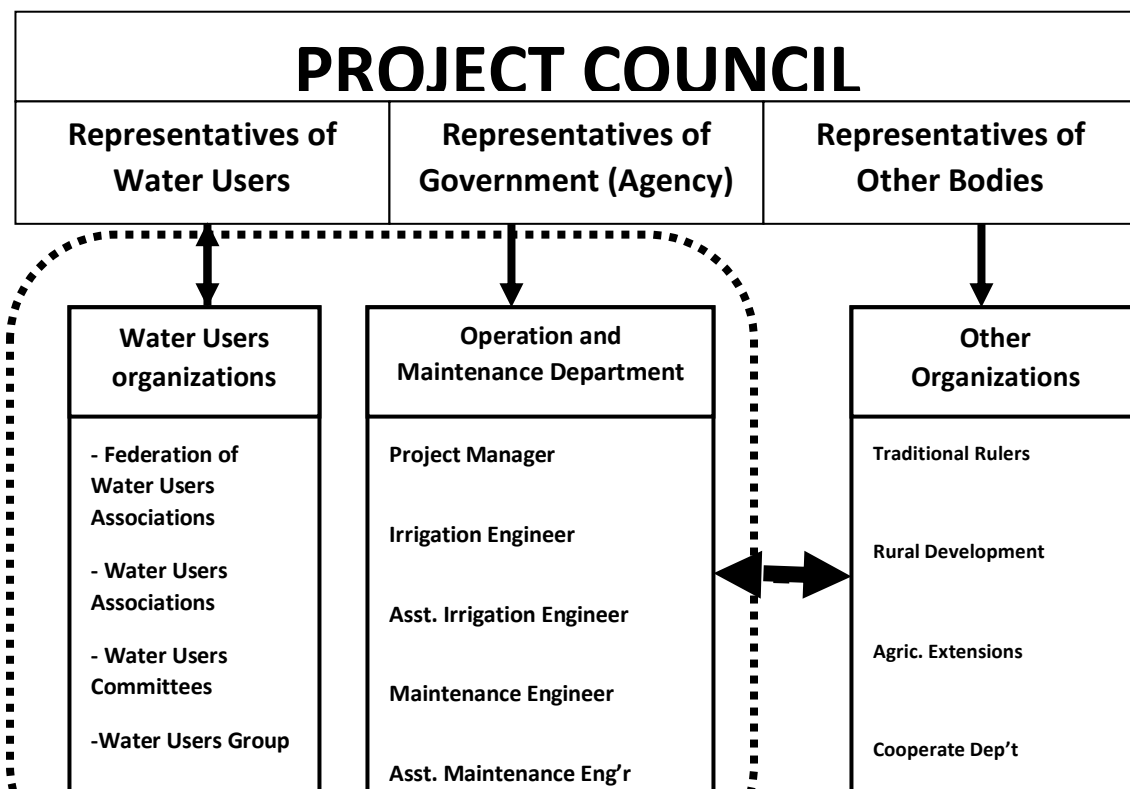 PROJECT COUNCIL
Representatives of
Water Users
Representatives of
Government (Agency)
Representatives of
Other Bodies
Water Users
organizations
- Federation of
Water Users
Associations
- Water Users
Associations
- Water Users
Committees
-Water Users Group
Operation and
Maintenance Department
Project Manager
Irrigation Engineer
Asst. Irrigation Engineer
Maintenance Engineer
Asst. Maintenance Eng’r
Other
Organizations
Traditional Rulers
Rural Development
Agric. Extensions
Cooperate Dep’t